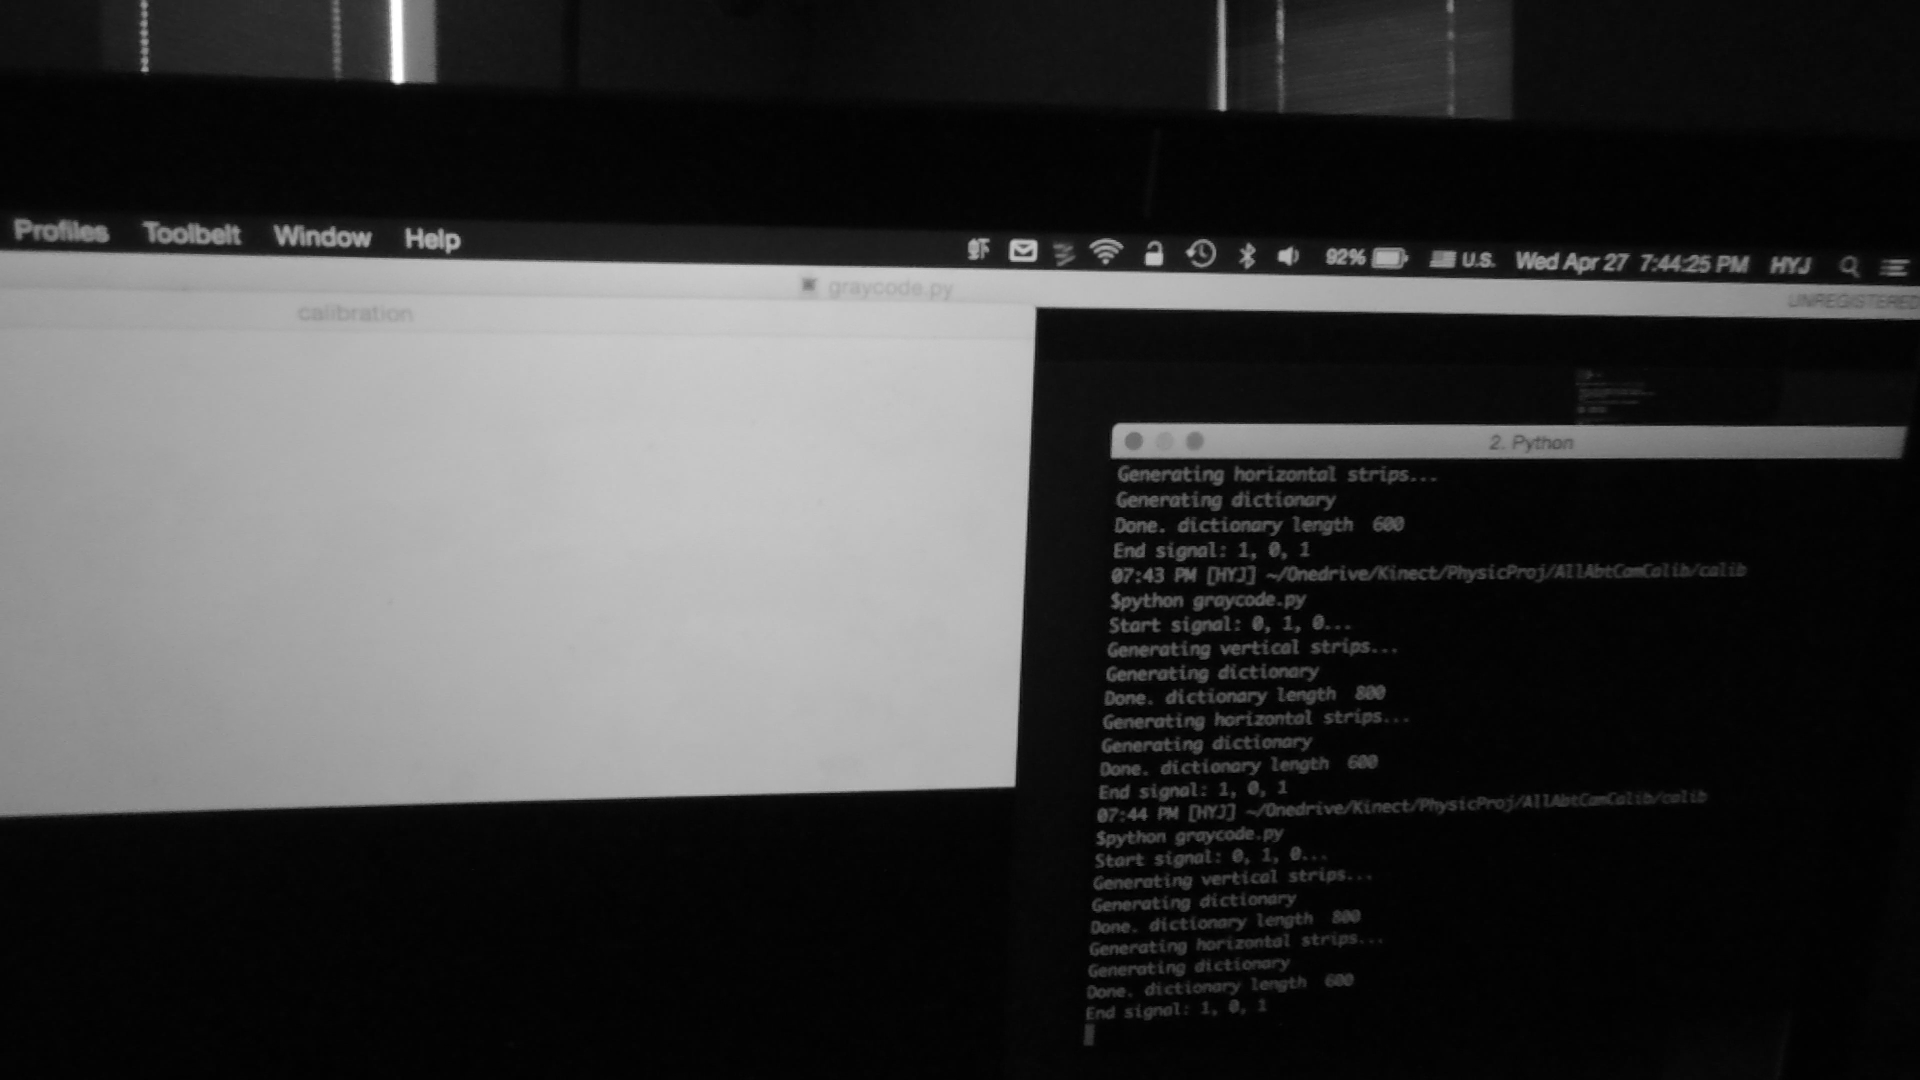 Profiles Toolbelt Window Help 虾 92% U.S. Wed Apr 27 7:44:25 PM HYJ
graycode.py
UNREGISTERED
calibration
2. Python
Generating horizontal strips...
Generating dictionary
Done. dictionary length 600
End signal: 1, 0, 1
07:43 PM [HYJ] ~/Onedrive/Kinect/PhysicProj/AllAbtCamCalib/calib
$python graycode.py
Start signal: 0, 1, 0...
Generating vertical strips...
Generating dictionary
Done. dictionary length 800
Generating horizontal strips...
Generating dictionary
Done. dictionary length 600
End signal: 1, 0, 1
07:44 PM [HYJ] ~/Onedrive/Kinect/PhysicProj/AllAbtCamCalib/calib
$python graycode.py
Start signal: 0, 1, 0...
Generating vertical strips...
Generating dictionary
Done. dictionary length 800
Generating horizontal strips...
Generating dictionary
Done. dictionary length 600
End signal: 1, 0, 1